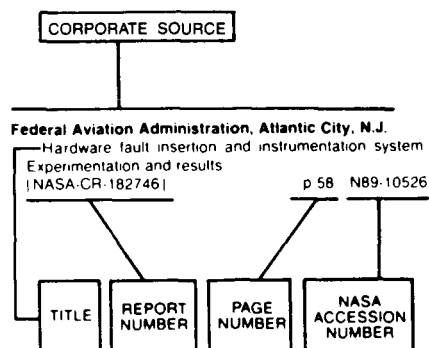 CORPORATE SOURCE
Federal Aviation Administration, Atlantic City, N.J.
Hardware fault insertion and instrumentation system
Experimentation and results
[NASA-CR-182746] p 58 N89-10526
TITLE
REPORT
NUMBER
PAGE
NUMBER
NASA
ACCESSION
NUMBER